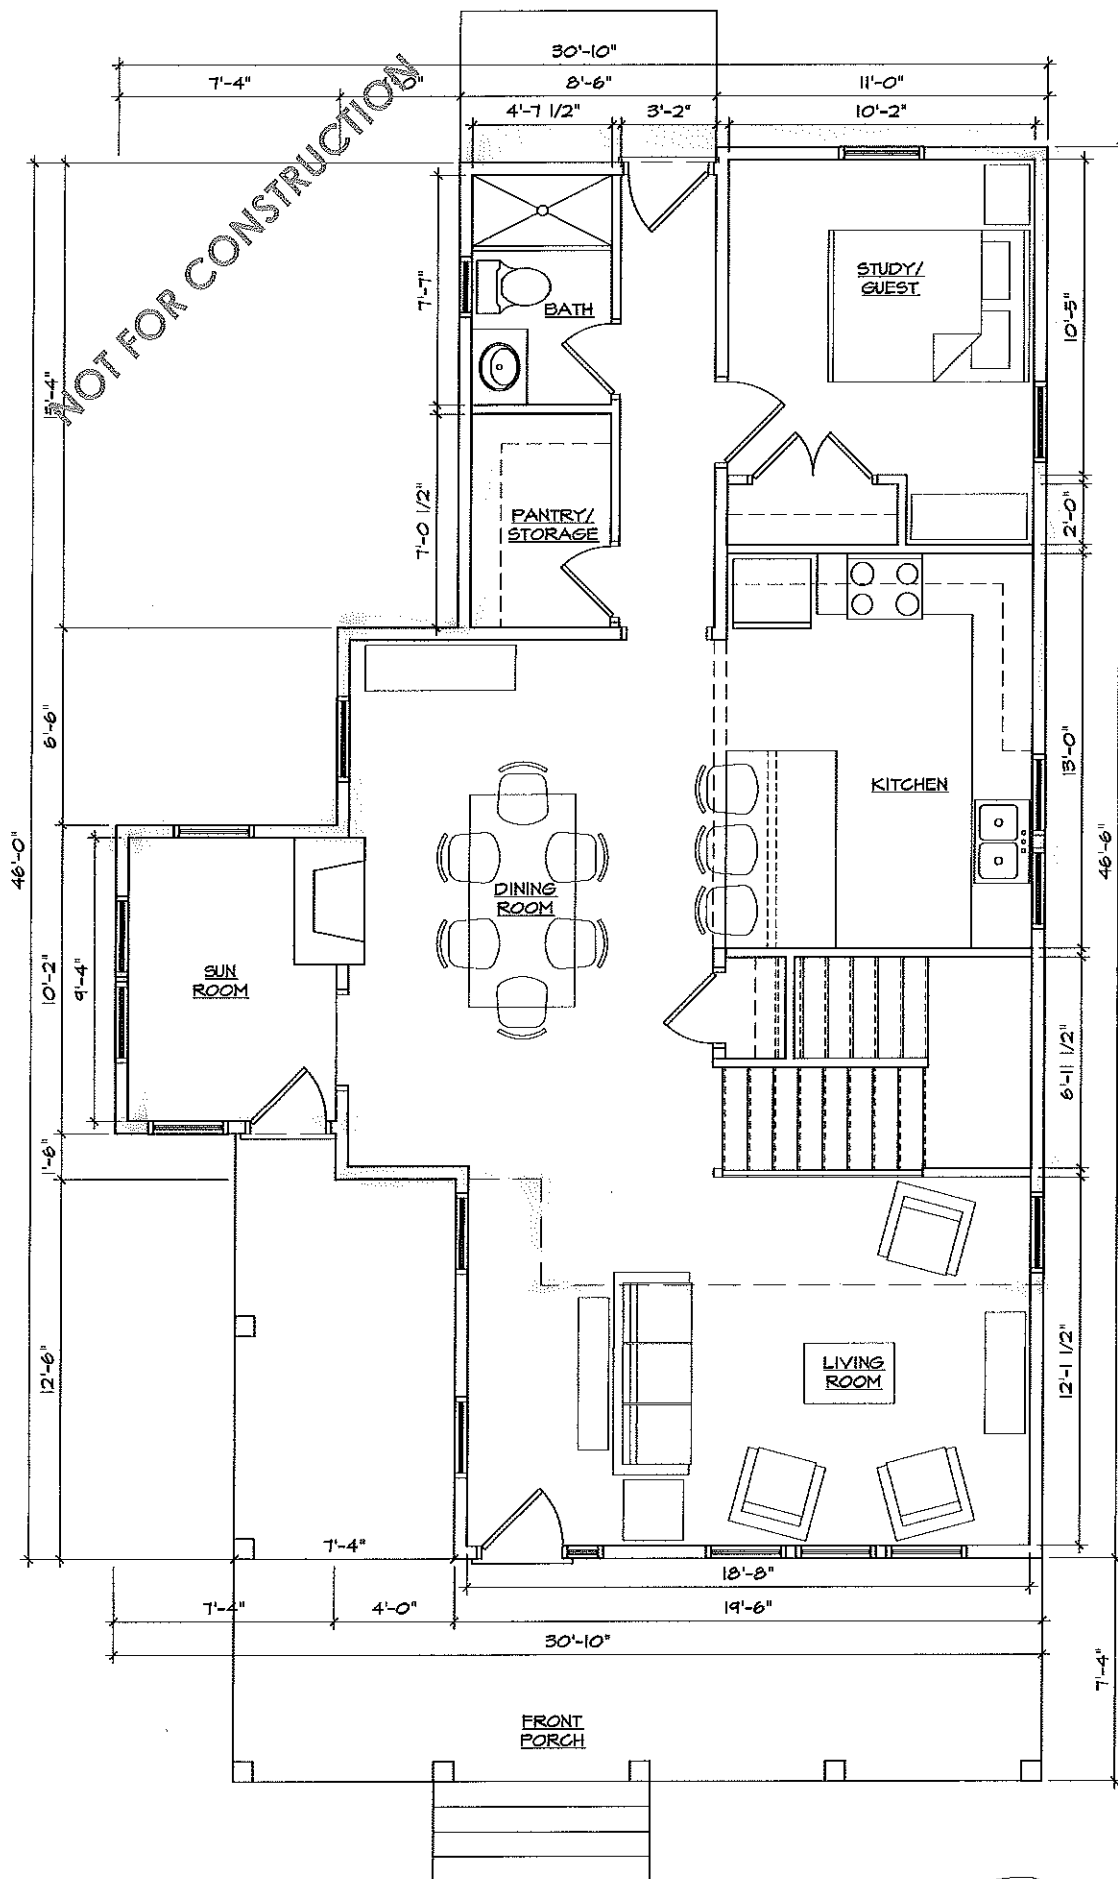 30'-10"
7'-4"
8'-6"
11'-0"
4'-7 1/2"
3'-2"
10'-2"
NOT FOR CONSTRUCTION
7'-7"
BATH
STUDY/
GUEST
10'-5"
15'-4"
7'-0 1/2"
PANTRY/
STORAGE
2'-0"
6'-6"
KITCHEN
13'-0"
46'-0"
46'-6"
DINING
ROOM
SUN
ROOM
10'-2"
9'-4"
6'-11 1/2"
1'-6"
12'-6"
LIVING
ROOM
12'-1 1/2"
7'-4"
18'-8"
7'-4"
4'-0"
19'-6"
30'-10"
7'-4"
FRONT
PORCH